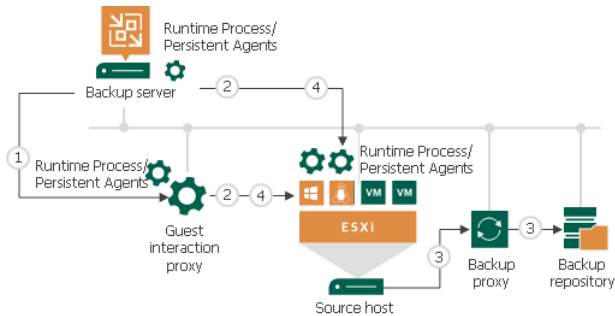 Runtime Process/
Persistent Agents
Backup server
2
4
1
Runtime Process/
Persistent Agents
Runtime Process/
Persistent Agents
2
4
VM
VM
ESXi
Guest
interaction
proxy
3
3
Backup
proxy
Backup
repository
Source host